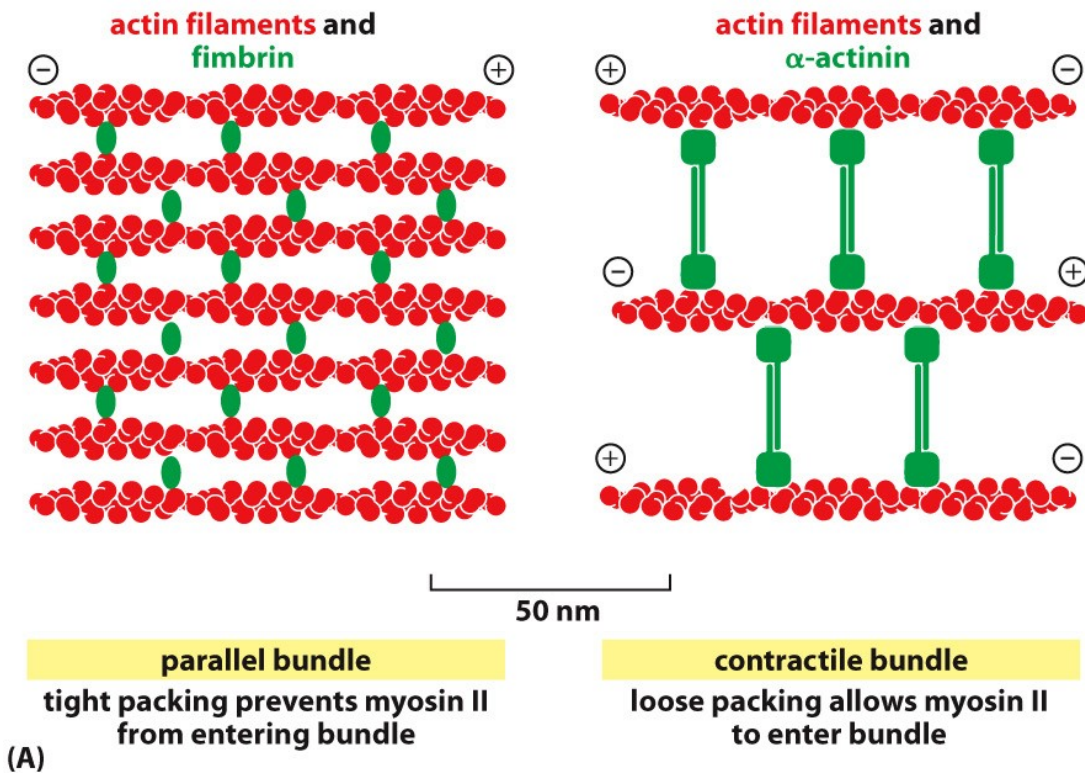 actin filaments and
fimbrin
⊖ ⊕
actin filaments and
α-actinin
⊕ ⊖
⊖ ⊕
⊕ ⊖
50 nm
parallel bundle
tight packing prevents myosin II
from entering bundle
contractile bundle
loose packing allows myosin II
to enter bundle
(A)